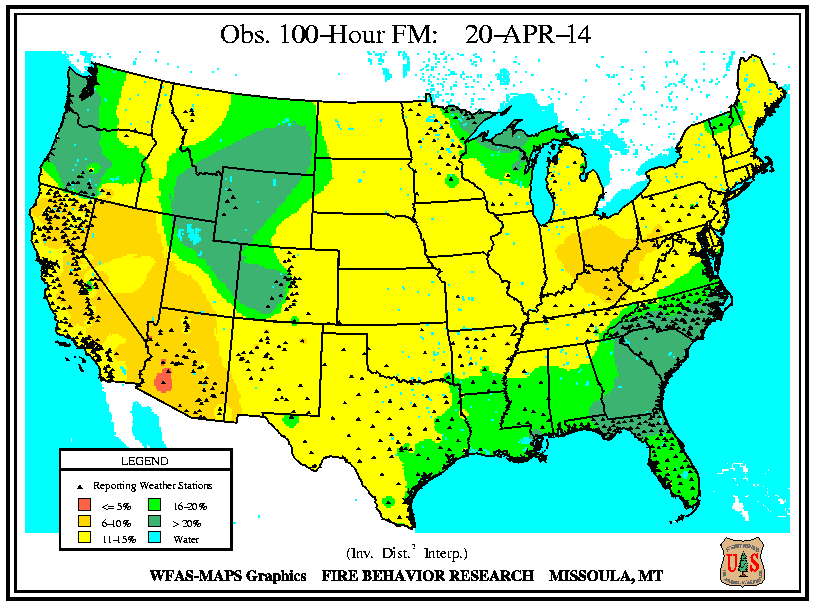 Obs. 100-Hour FM: 20-APR-14
LEGEND
Reporting Weather Stations
<= 5%
16-20%
6-10%
> 20%
11-15%
Water
(Inv. Dist.² Interp.)
WFAS-MAPS Graphics FIRE BEHAVIOR RESEARCH MISSOULA, MT
U S